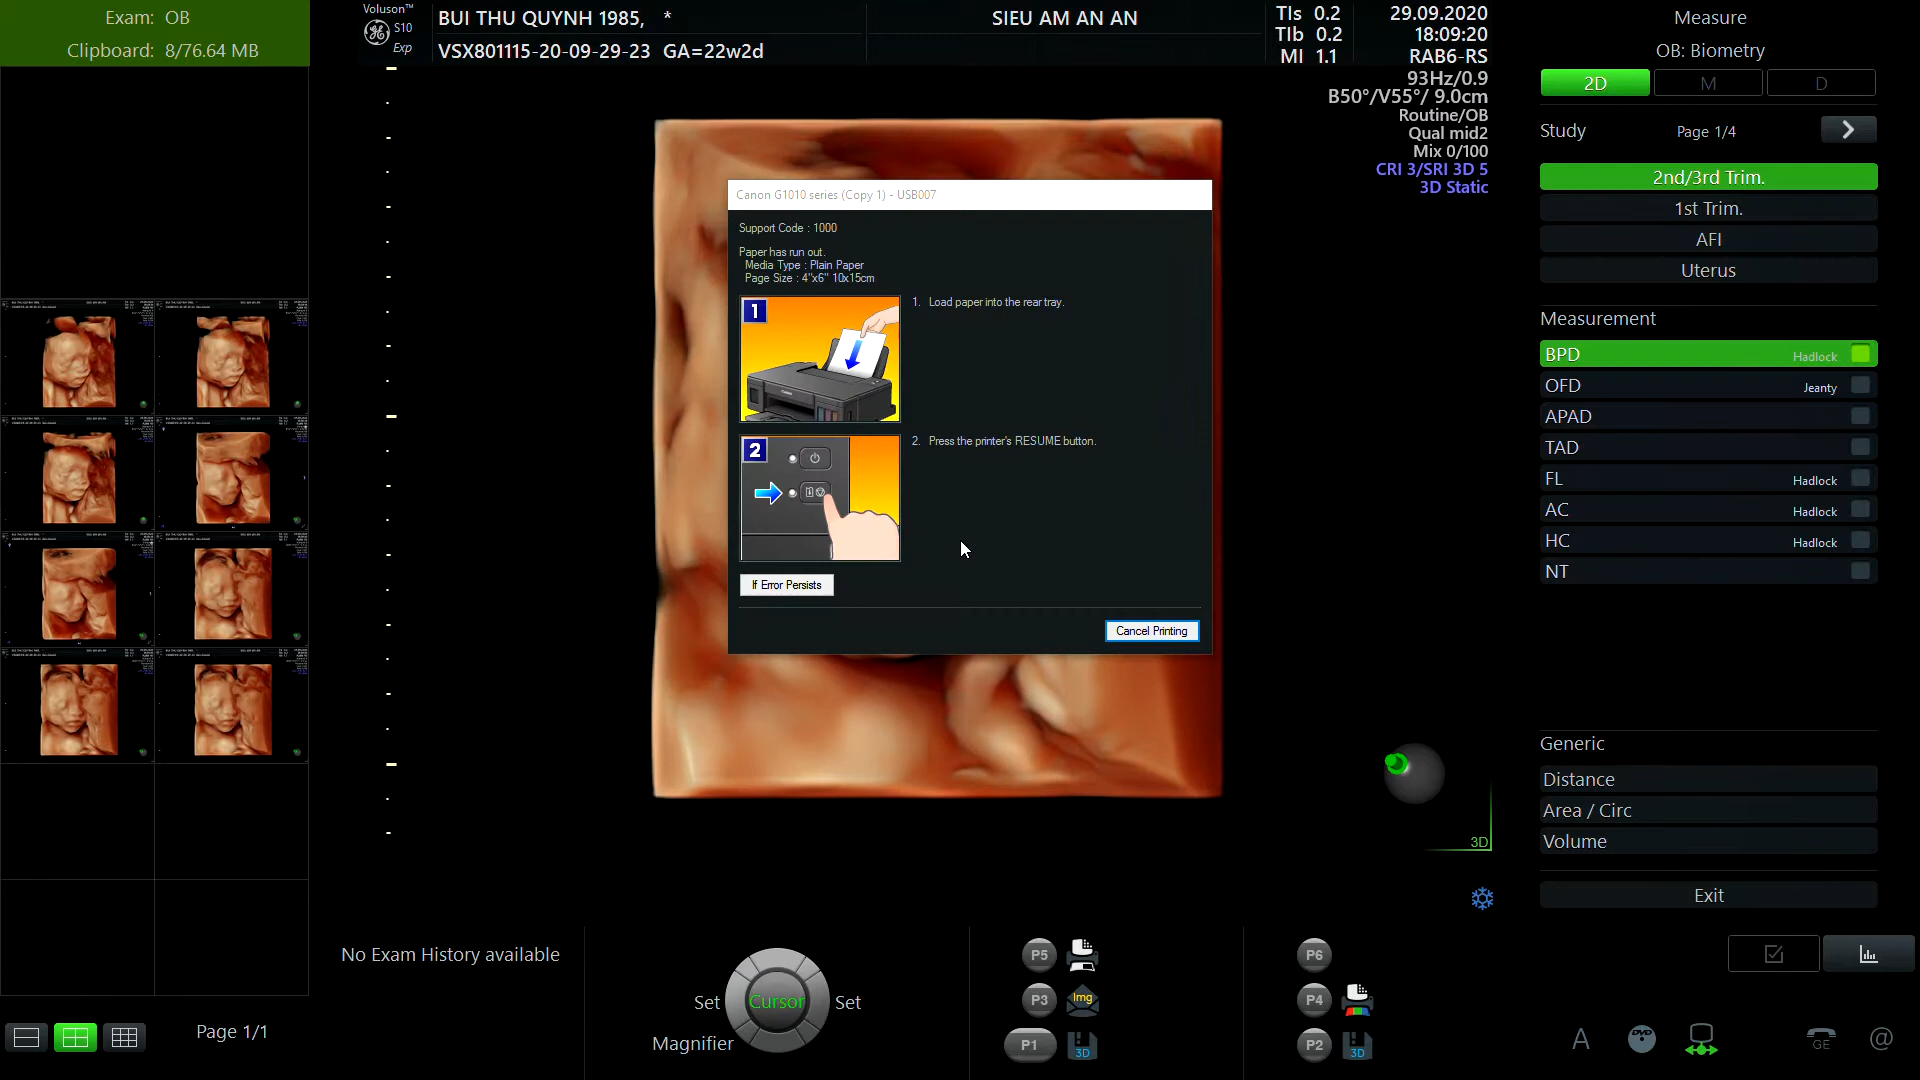 Exam: OB
Clipboard: 8/76.64 MB
Voluson™
S10
Exp
BUI THU QUYNH 1985, *
VSX801115-20-09-29-23 GA=22w2d
SIEU AM AN AN
TIs 0.2
TIb 0.2
MI 1.1
29.09.2020
18:09:20
RAB6-RS
93Hz/0.9
B50°/V55°/ 9.0cm
Routine/OB
Qual mid2
Mix 0/100
CRI 3/SRI 3D 5
3D Static
Canon G1010 series (Copy 1) - USB007
Support Code : 1000
Paper has run out.
Media Type : Plain Paper
Page Size : 4"x6" 10x15cm
1
1. Load paper into the rear tray.
2
2. Press the printer's RESUME button.
If Error Persists
Cancel Printing
3D
Measure
OB: Biometry
2D M D
Study Page 1/4
2nd/3rd Trim.
1st Trim.
AFI
Uterus
Measurement
BPD Hadlock
OFD Jeanty
APAD
TAD
FL Hadlock
AC Hadlock
HC Hadlock
NT
Generic
Distance
Area / Circ
Volume
Exit
No Exam History available
Set Cursor Set
Magnifier
P5
P3 Img
P1 3D
P6
P4
P2 3D
Page 1/1
A DVD GE @